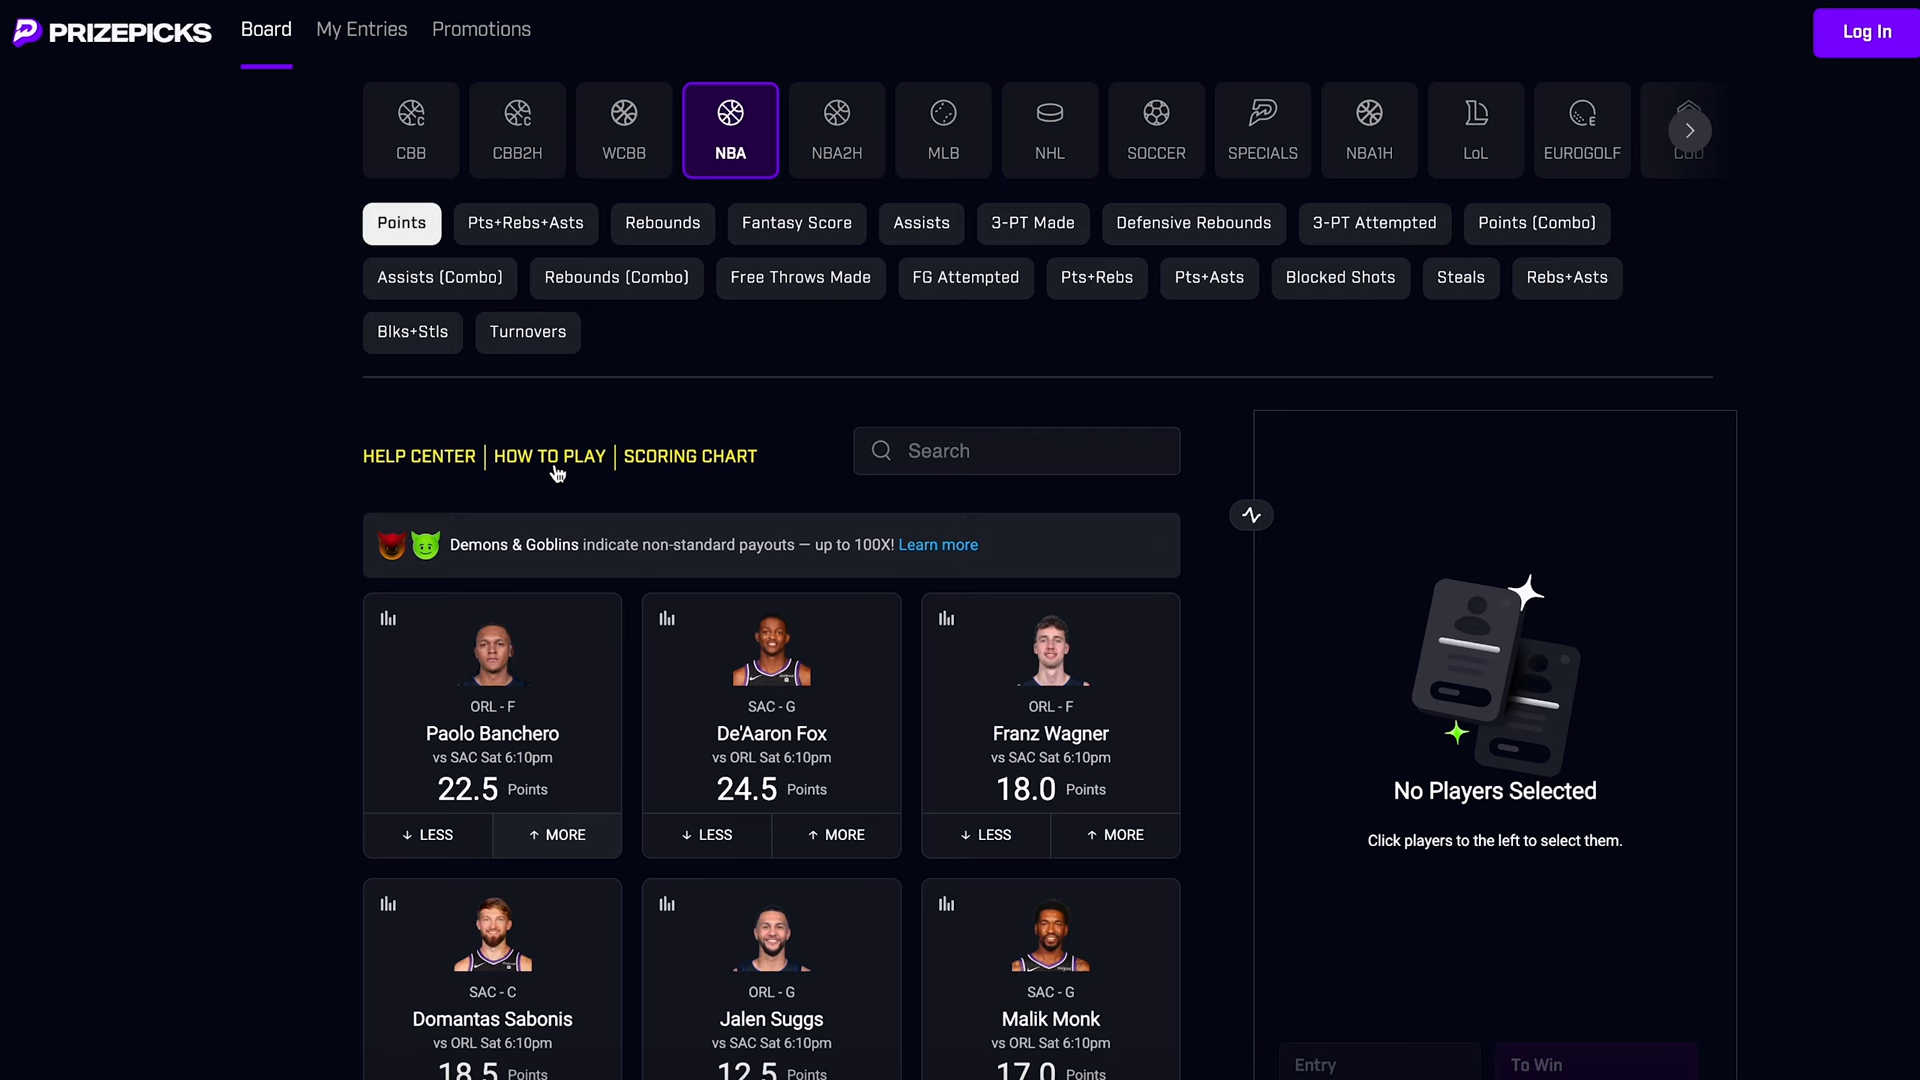 PRIZEPICKS Board My Entries Promotions Log In
CBB CBB2H WCBB NBA NBA2H MLB NHL SOCCER SPECIALS NBA1H LoL EUROGOLF
Points Pts+Rebs+Asts Rebounds Fantasy Score Assists 3-PT Made Defensive Rebounds 3-PT Attempted Points (Combo)
Assists (Combo) Rebounds (Combo) Free Throws Made FG Attempted Pts+Rebs Pts+Asts Blocked Shots Steals Rebs+Asts
Blks+Stls Turnovers
HELP CENTER HOW TO PLAY SCORING CHART Search
Demons & Goblins indicate non-standard payouts — up to 100X! Learn more
ORL - F
Paolo Banchero
vs SAC Sat 6:10pm
22.5 Points
LESS MORE
SAC - G
De'Aaron Fox
vs ORL Sat 6:10pm
24.5 Points
LESS MORE
ORL - F
Franz Wagner
vs SAC Sat 6:10pm
18.0 Points
LESS MORE
SAC - C
Domantas Sabonis
vs ORL Sat 6:10pm
18.5 Points
ORL - G
Jalen Suggs
vs SAC Sat 6:10pm
12.5 Points
SAC - G
Malik Monk
vs ORL Sat 6:10pm
17.0 Points
No Players Selected
Click players to the left to select them.
Entry To Win